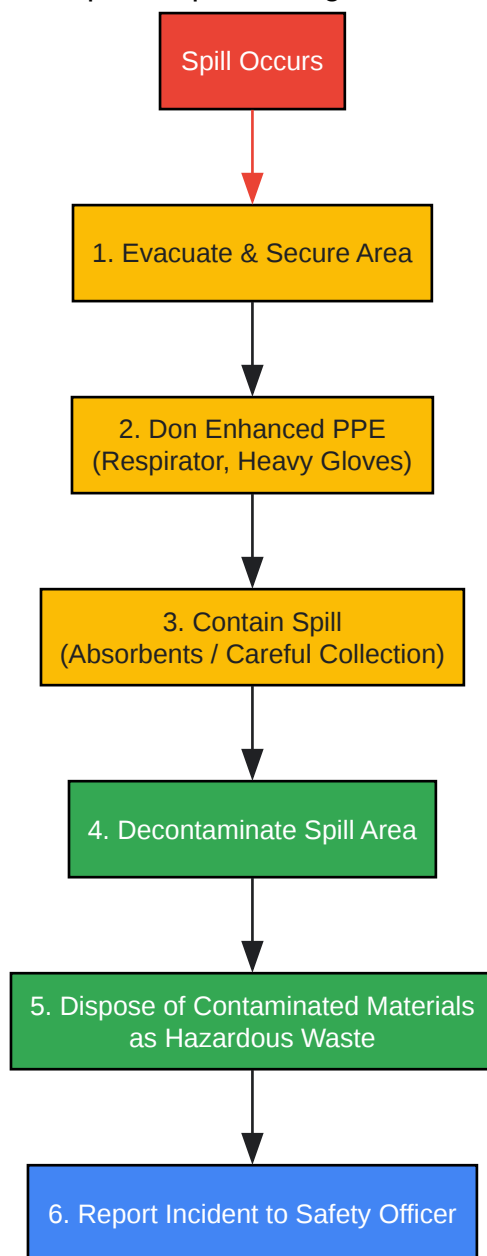 Spill Occurs
1. Evacuate & Secure Area
2. Don Enhanced PPE
(Respirator, Heavy Gloves)
3. Contain Spill
(Absorbents / Careful Collection)
4. Decontaminate Spill Area
5. Dispose of Contaminated Materials
as Hazardous Waste
6. Report Incident to Safety Officer